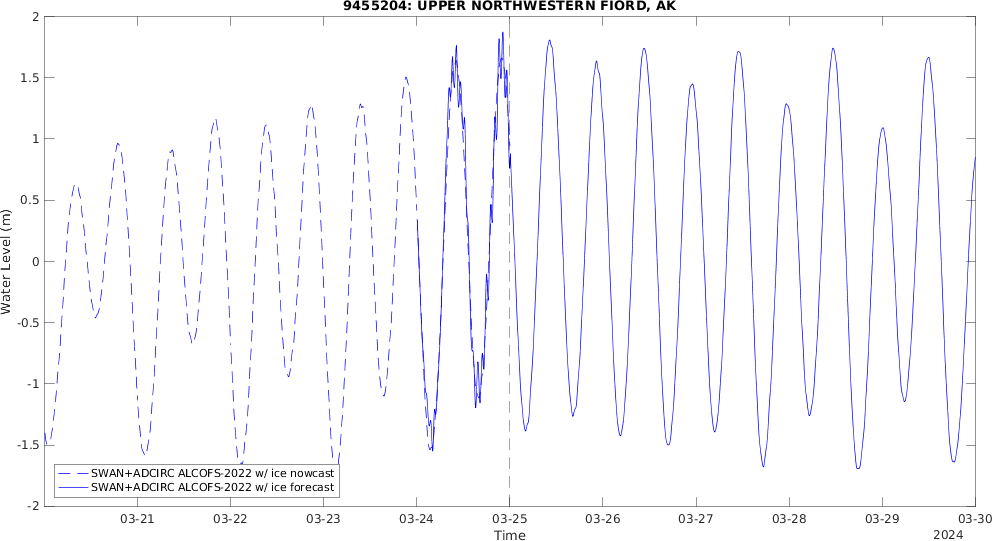 9455204: UPPER NORTHWESTERN FIORD, AK
Water Level (m)
2
1.5
1
0.5
0
-0.5
-1
-1.5
-2
SWAN+ADCIRC ALCOFS-2022 w/ ice nowcast
SWAN+ADCIRC ALCOFS-2022 w/ ice forecast
03-21 03-22 03-23 03-24 03-25 03-26 03-27 03-28 03-29 03-30
Time
2024